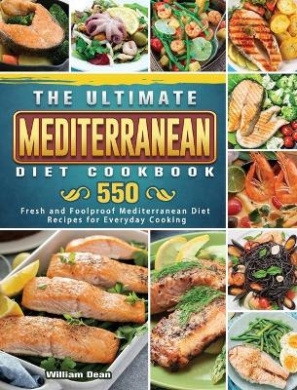 THE ULTIMATE
MEDITERRANEAN
DIET COOKBOOK
550
Fresh and Foolproof Mediterranean Diet
Recipes for Everyday Cooking
William Dean